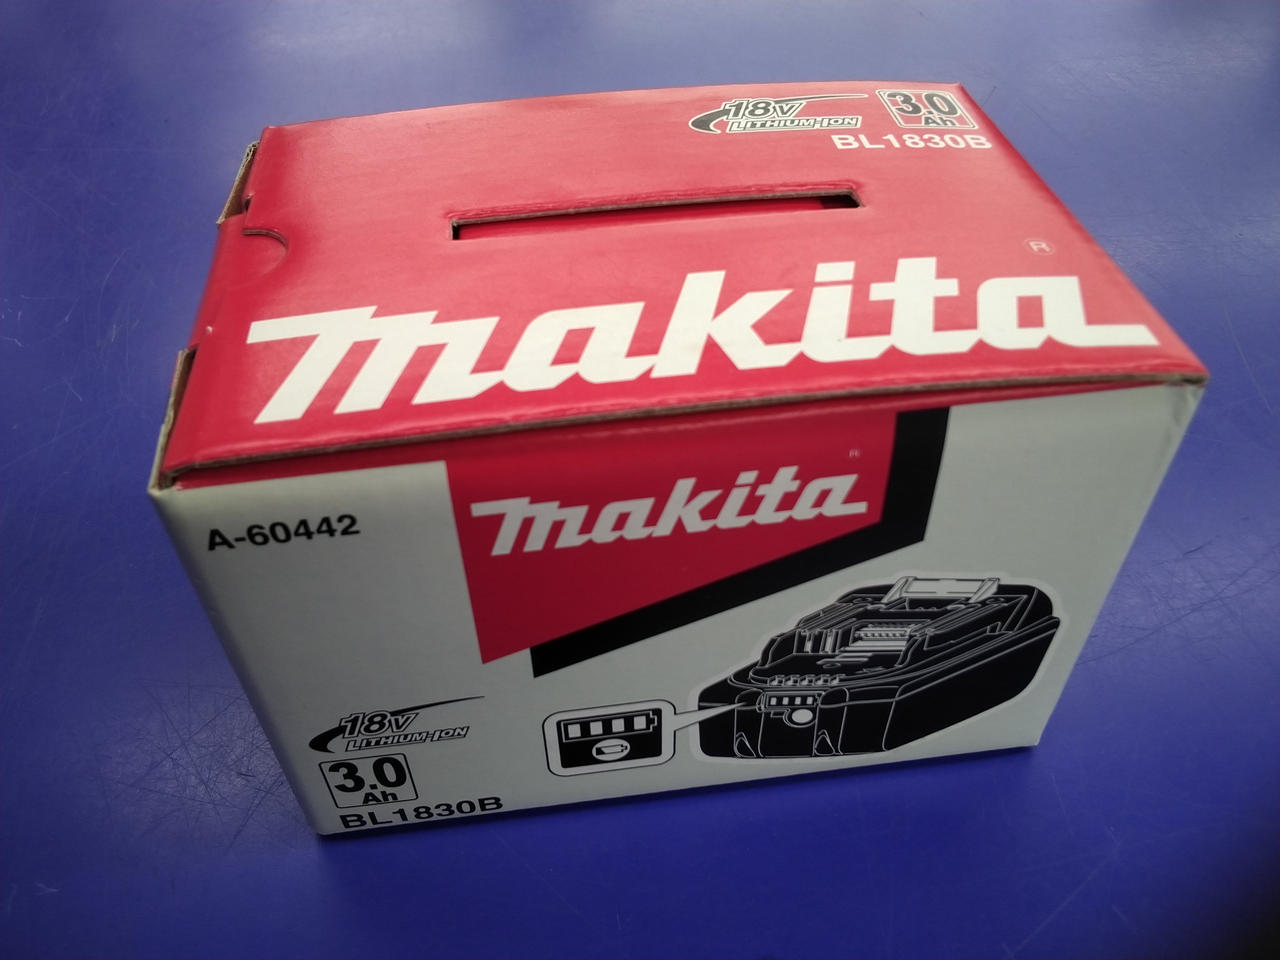 18V
LITHIUM-ION
3.0
Ah
BL1830B
makita
®
makita
®
A-60442
18V
LITHIUM-ION
3.0
Ah
BL1830B